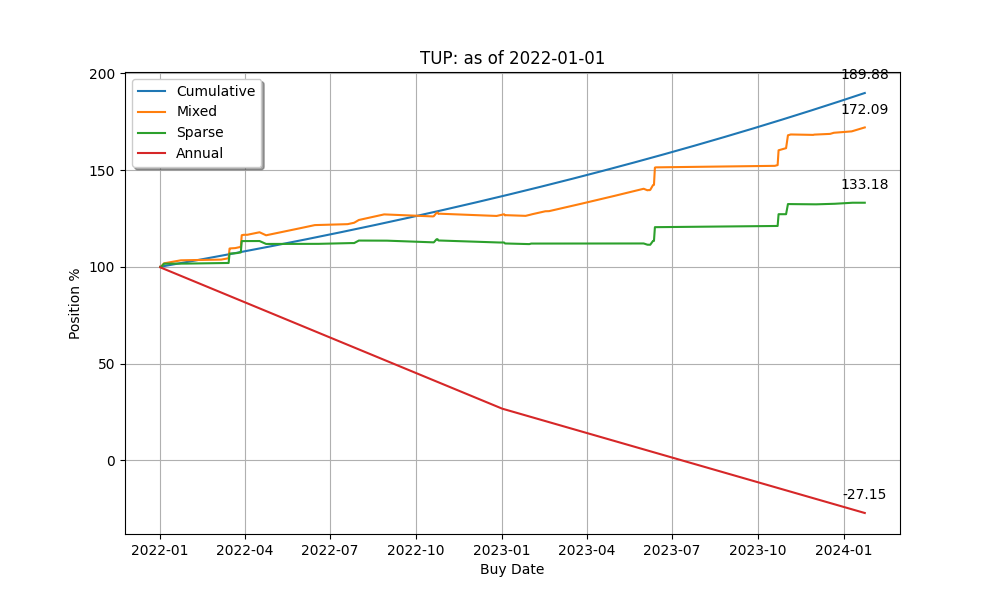 TUP: as of 2022-01-01
200
150
100
50
0
Position %
Cumulative
Mixed
Sparse
Annual
189.88
172.09
133.18
-27.15
2022-01 2022-04 2022-07 2022-10 2023-01 2023-04 2023-07 2023-10 2024-01
Buy Date